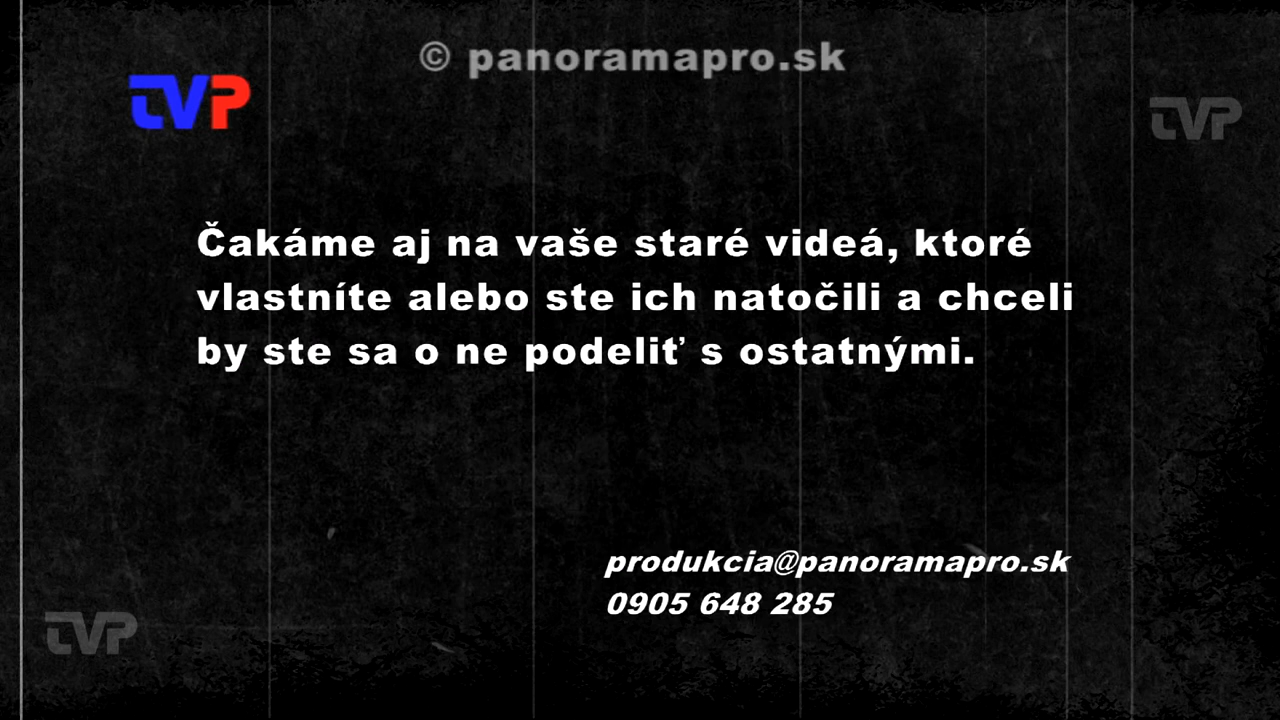 © panoramapro.sk
TVP
TVP
Čakáme aj na vaše staré videá, ktoré
vlastníte alebo ste ich natočili a chceli
by ste sa o ne podeliť s ostatnými.
produkcia@panoramapro.sk
0905 648 285
TVP